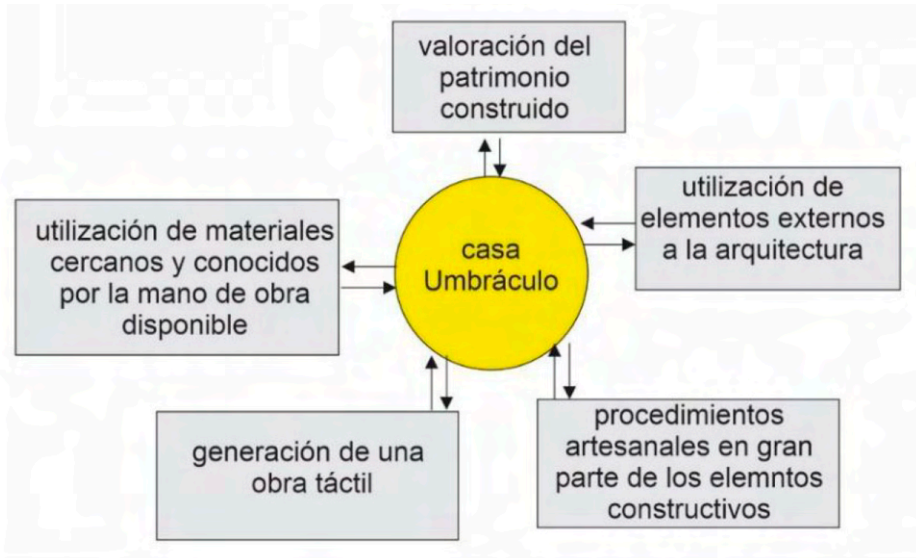 valoración del
patrimonio
construido
utilización de
elementos externos
a la arquitectura
utilización de materiales
cercanos y conocidos
por la mano de obra
disponible
casa
Umbráculo
generación de una
obra táctil
procedimientos
artesanales en gran
parte de los elemntos
constructivos